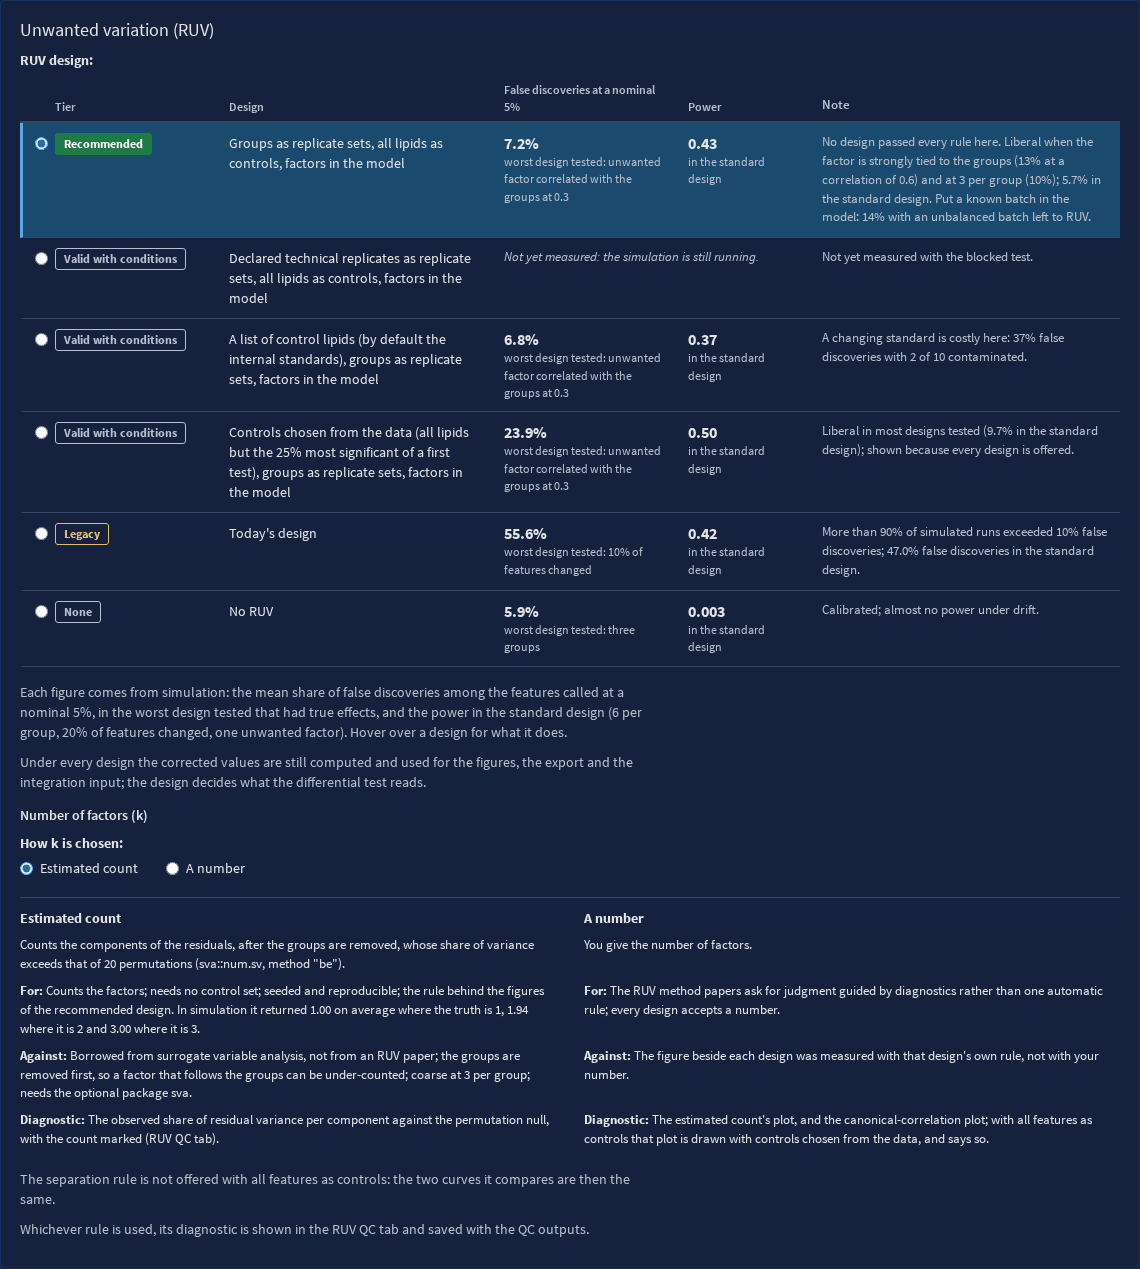 Unwanted variation (RUV)
RUV design:
False discoveries at a nominal
Tier Design 5% Power Note
Recommended
Groups as replicate sets, all lipids as
controls, factors in the model
7.2%
worst design tested: unwanted
factor correlated with the
groups at 0.3
0.43
in the standard
design
No design passed every rule here. Liberal when the
factor is strongly tied to the groups (13% at a
correlation of 0.6) and at 3 per group (10%); 5.7% in
the standard design. Put a known batch in the
model: 14% with an unbalanced batch left to RUV.
Valid with conditions
Declared technical replicates as replicate
sets, all lipids as controls, factors in the
model
Not yet measured: the simulation is still running.
Not yet measured with the blocked test.
Valid with conditions
A list of control lipids (by default the
internal standards), groups as replicate
sets, factors in the model
6.8%
worst design tested: unwanted
factor correlated with the
groups at 0.3
0.37
in the standard
design
A changing standard is costly here: 37% false
discoveries with 2 of 10 contaminated.
Valid with conditions
Controls chosen from the data (all lipids
but the 25% most significant of a first
test), groups as replicate sets, factors in
the model
23.9%
worst design tested: unwanted
factor correlated with the
groups at 0.3
0.50
in the standard
design
Liberal in most designs tested (9.7% in the standard
design); shown because every design is offered.
Legacy
Today's design
55.6%
worst design tested: 10% of
features changed
0.42
in the standard
design
More than 90% of simulated runs exceeded 10% false
discoveries; 47.0% false discoveries in the standard
design.
None
No RUV
5.9%
worst design tested: three
groups
0.003
in the standard
design
Calibrated; almost no power under drift.
Each figure comes from simulation: the mean share of false discoveries among the features called at a
nominal 5%, in the worst design tested that had true effects, and the power in the standard design (6 per
group, 20% of features changed, one unwanted factor). Hover over a design for what it does.
Under every design the corrected values are still computed and used for the figures, the export and the
integration input; the design decides what the differential test reads.
Number of factors (k)
How k is chosen:
Estimated count A number
Estimated count
Counts the components of the residuals, after the groups are removed, whose share of variance
exceeds that of 20 permutations (sva::num.sv, method "be").
For: Counts the factors; needs no control set; seeded and reproducible; the rule behind the figures
of the recommended design. In simulation it returned 1.00 on average where the truth is 1, 1.94
where it is 2 and 3.00 where it is 3.
Against: Borrowed from surrogate variable analysis, not from an RUV paper; the groups are
removed first, so a factor that follows the groups can be under-counted; coarse at 3 per group;
needs the optional package sva.
Diagnostic: The observed share of residual variance per component against the permutation null,
with the count marked (RUV QC tab).
A number
You give the number of factors.
For: The RUV method papers ask for judgment guided by diagnostics rather than one automatic
rule; every design accepts a number.
Against: The figure beside each design was measured with that design's own rule, not with your
number.
Diagnostic: The estimated count's plot, and the canonical-correlation plot; with all features as
controls that plot is drawn with controls chosen from the data, and says so.
The separation rule is not offered with all features as controls: the two curves it compares are then the
same.
Whichever rule is used, its diagnostic is shown in the RUV QC tab and saved with the QC outputs.